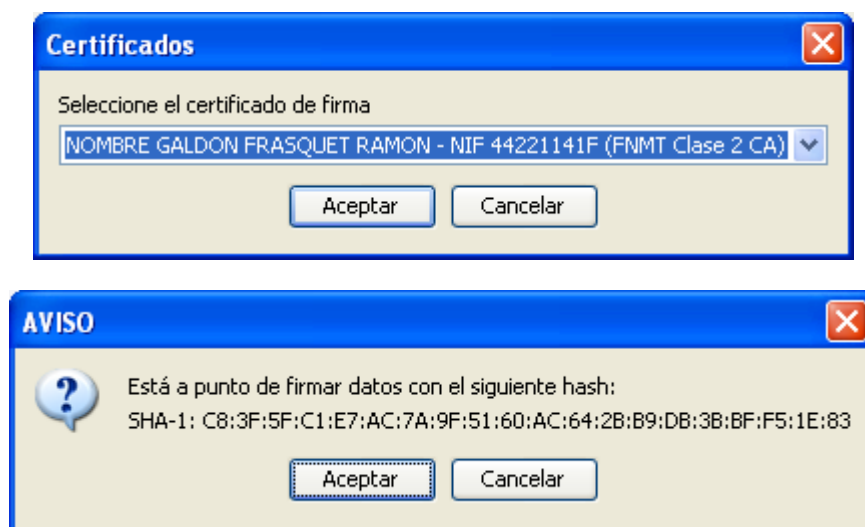 Certificados
Seleccione el certificado de firma
NOMBRE GALDON FRASQUET RAMON - NIF 44221141F (FNMT Clase 2 CA)
Aceptar Cancelar
AVISO
Está a punto de firmar datos con el siguiente hash:
SHA-1: C8:3F:5F:C1:E7:AC:7A:9F:51:60:AC:64:2B:B9:DB:3B:BF:F5:1E:83
Aceptar Cancelar